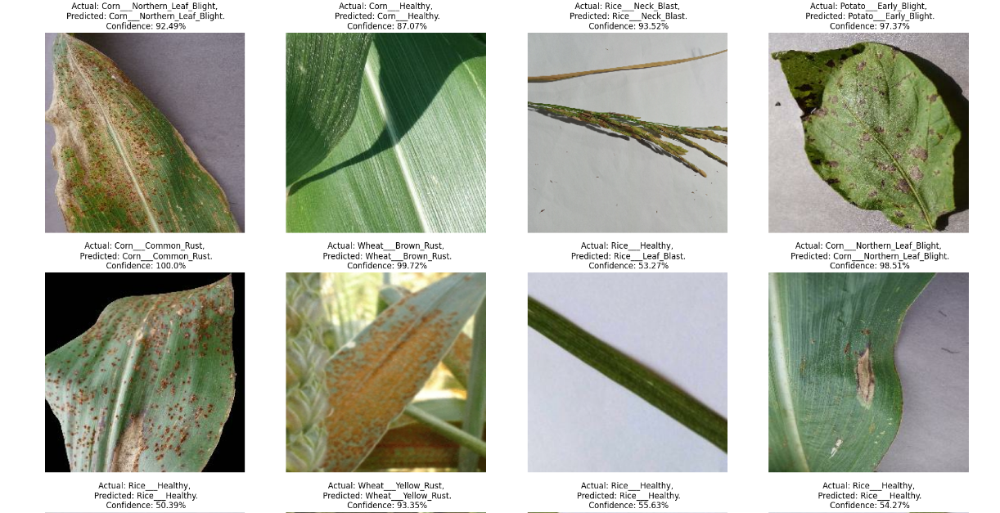 Actual: Corn___Northern_Leaf_Blight,
Predicted: Corn___Northern_Leaf_Blight.
Confidence: 92.49%
Actual: Corn___Healthy,
Predicted: Corn___Healthy.
Confidence: 87.07%
Actual: Rice___Neck_Blast,
Predicted: Rice___Neck_Blast.
Confidence: 93.52%
Actual: Potato___Early_Blight,
Predicted: Potato___Early_Blight.
Confidence: 97.37%
Actual: Corn___Common_Rust,
Predicted: Corn___Common_Rust.
Confidence: 100.0%
Actual: Wheat___Brown_Rust,
Predicted: Wheat___Brown_Rust.
Confidence: 99.72%
Actual: Rice___Healthy,
Predicted: Rice___Leaf_Blast.
Confidence: 53.27%
Actual: Corn___Northern_Leaf_Blight,
Predicted: Corn___Northern_Leaf_Blight.
Confidence: 98.51%
Actual: Rice___Healthy,
Predicted: Rice___Healthy.
Confidence: 50.39%
Actual: Wheat___Yellow_Rust,
Predicted: Wheat___Yellow_Rust.
Confidence: 93.35%
Actual: Rice___Healthy,
Predicted: Rice___Healthy.
Confidence: 55.63%
Actual: Rice___Healthy,
Predicted: Rice___Healthy.
Confidence: 54.27%